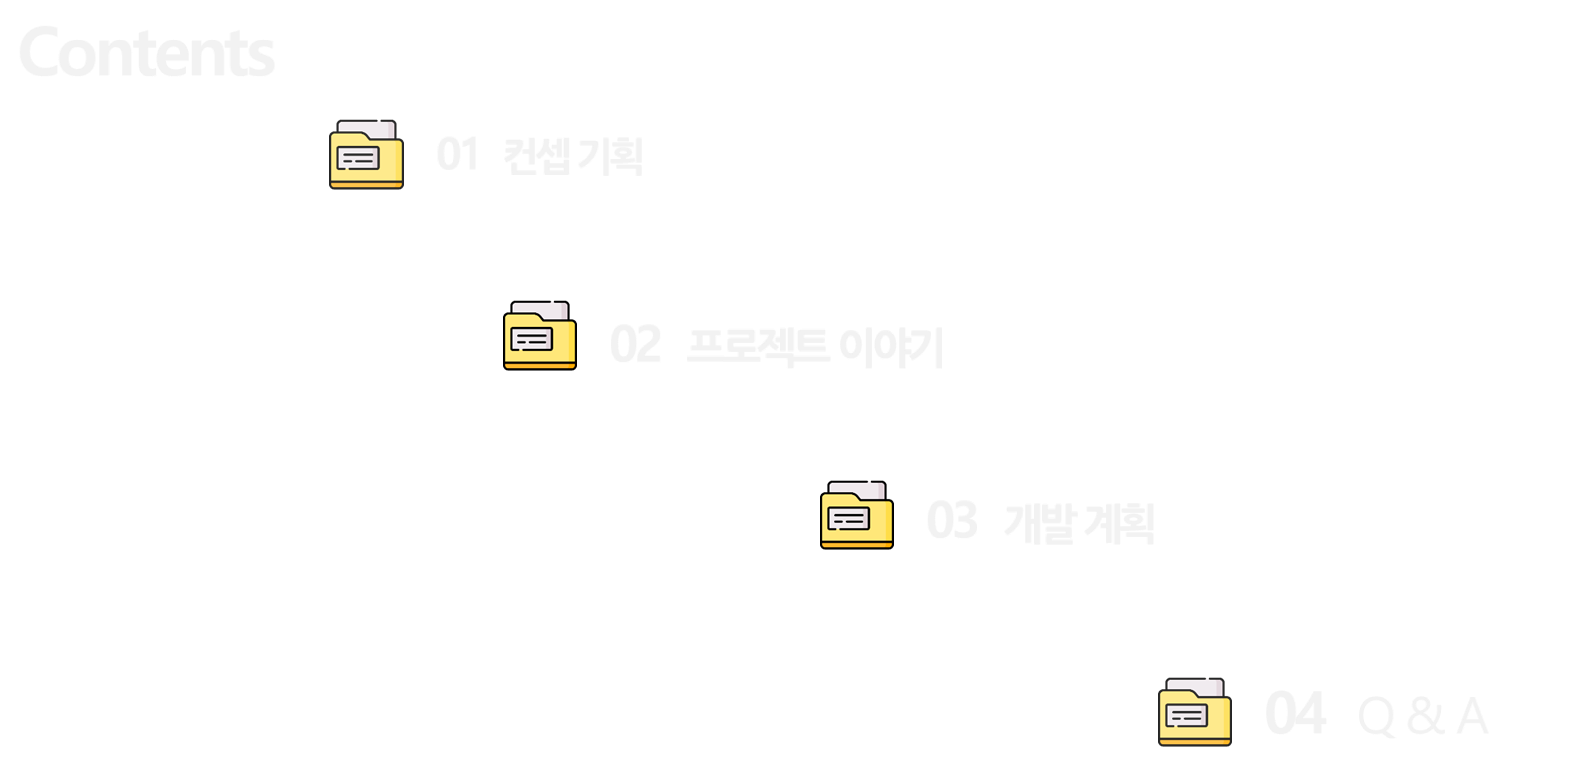 Contents
01 컨셉 기획
02 프로젝트 이야기
03 개발 계획
04 Q & A